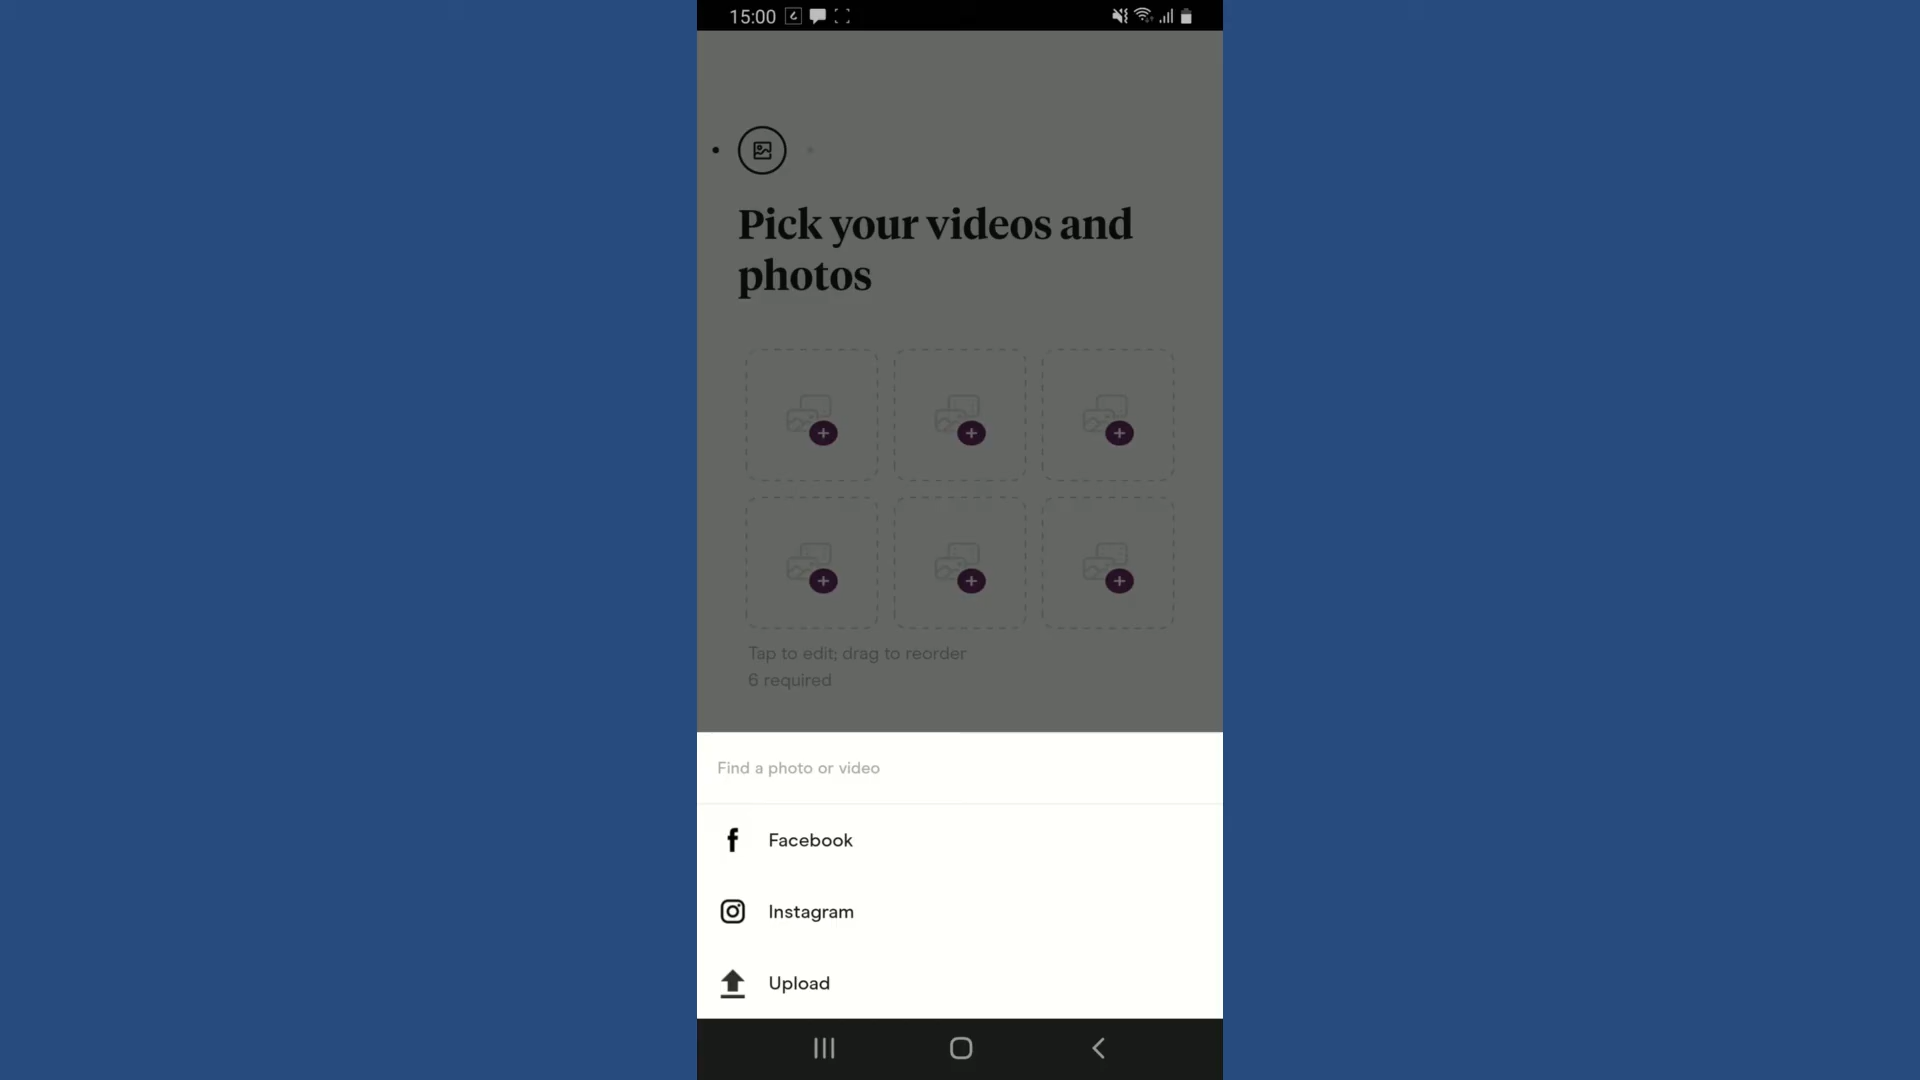 15:00
Pick your videos and
photos
Tap to edit; drag to reorder
6 required
Find a photo or video
Facebook
Instagram
Upload